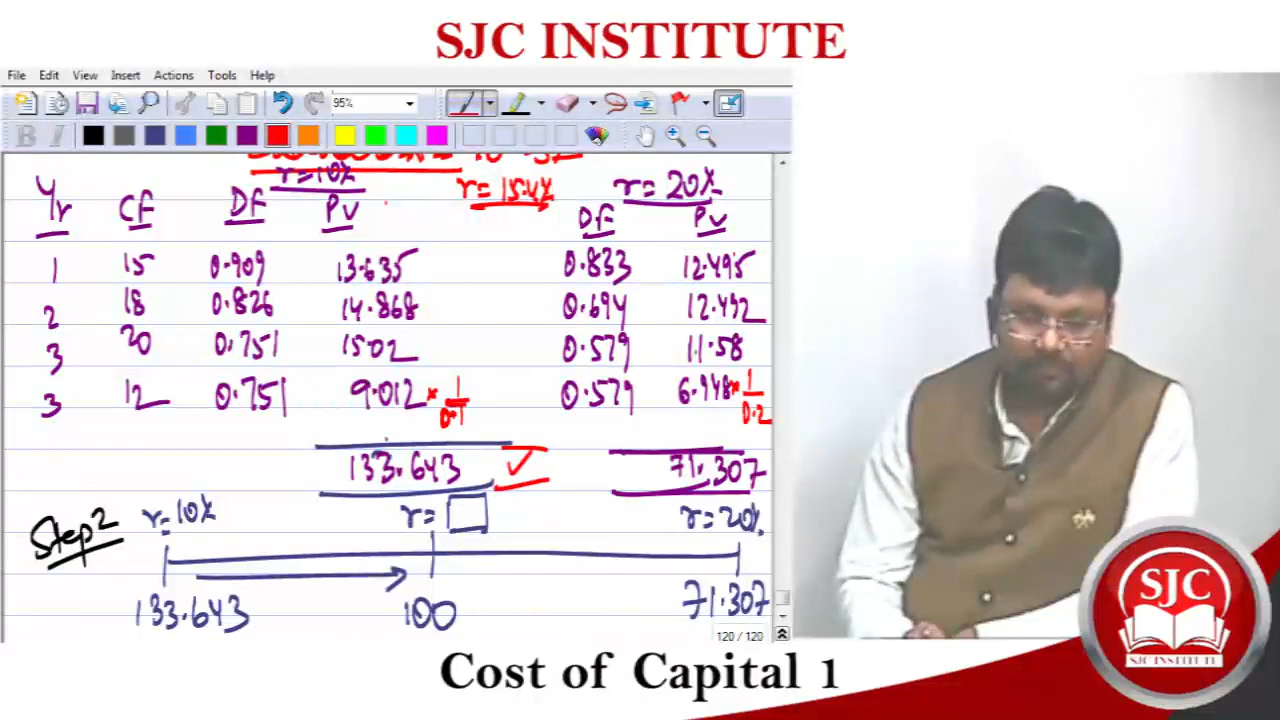 SJC INSTITUTE
File Edit View Insert Actions Tools Help
95%
r=10% r=15.4% r=20%
Yr CF DF PV DF PV
1 15 0.909 13.635 0.833 12.495
2 18 0.826 14.868 0.694 12.492
3 20 0.751 15.02 0.579 11.58
3 12 0.751 9.012 * 1/0.1 0.579 6.948 * 1/0.2
133.643 ✓ 71.307
Step 2 r=10% r= r=20%
133.643 100 71.307
120 / 120
SJC
SJC INSTITUTE
Cost of Capital 1